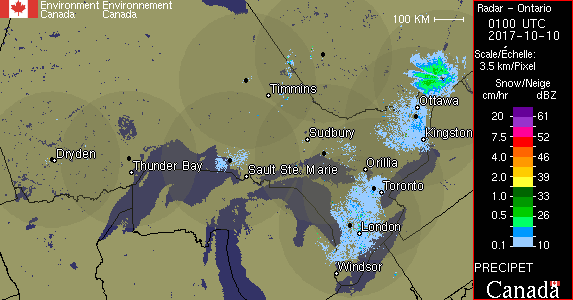 Environment Environnement
Canada Canada
100 KM
Timmins
Ottawa
Sudbury
Kingston
Dryden
Thunder Bay
Sault Ste. Marie
Orillia
Toronto
London
Windsor
Radar - Ontario
0100 UTC
2017-10-10
Scale/Échelle:
3.5 km/Pixel
Snow/Neige
cm/hr dBZ
20 61
7.5 52
4.0 46
2.0 39
1.0 33
0.5 26
0.1 10
PRECIPET
Canada